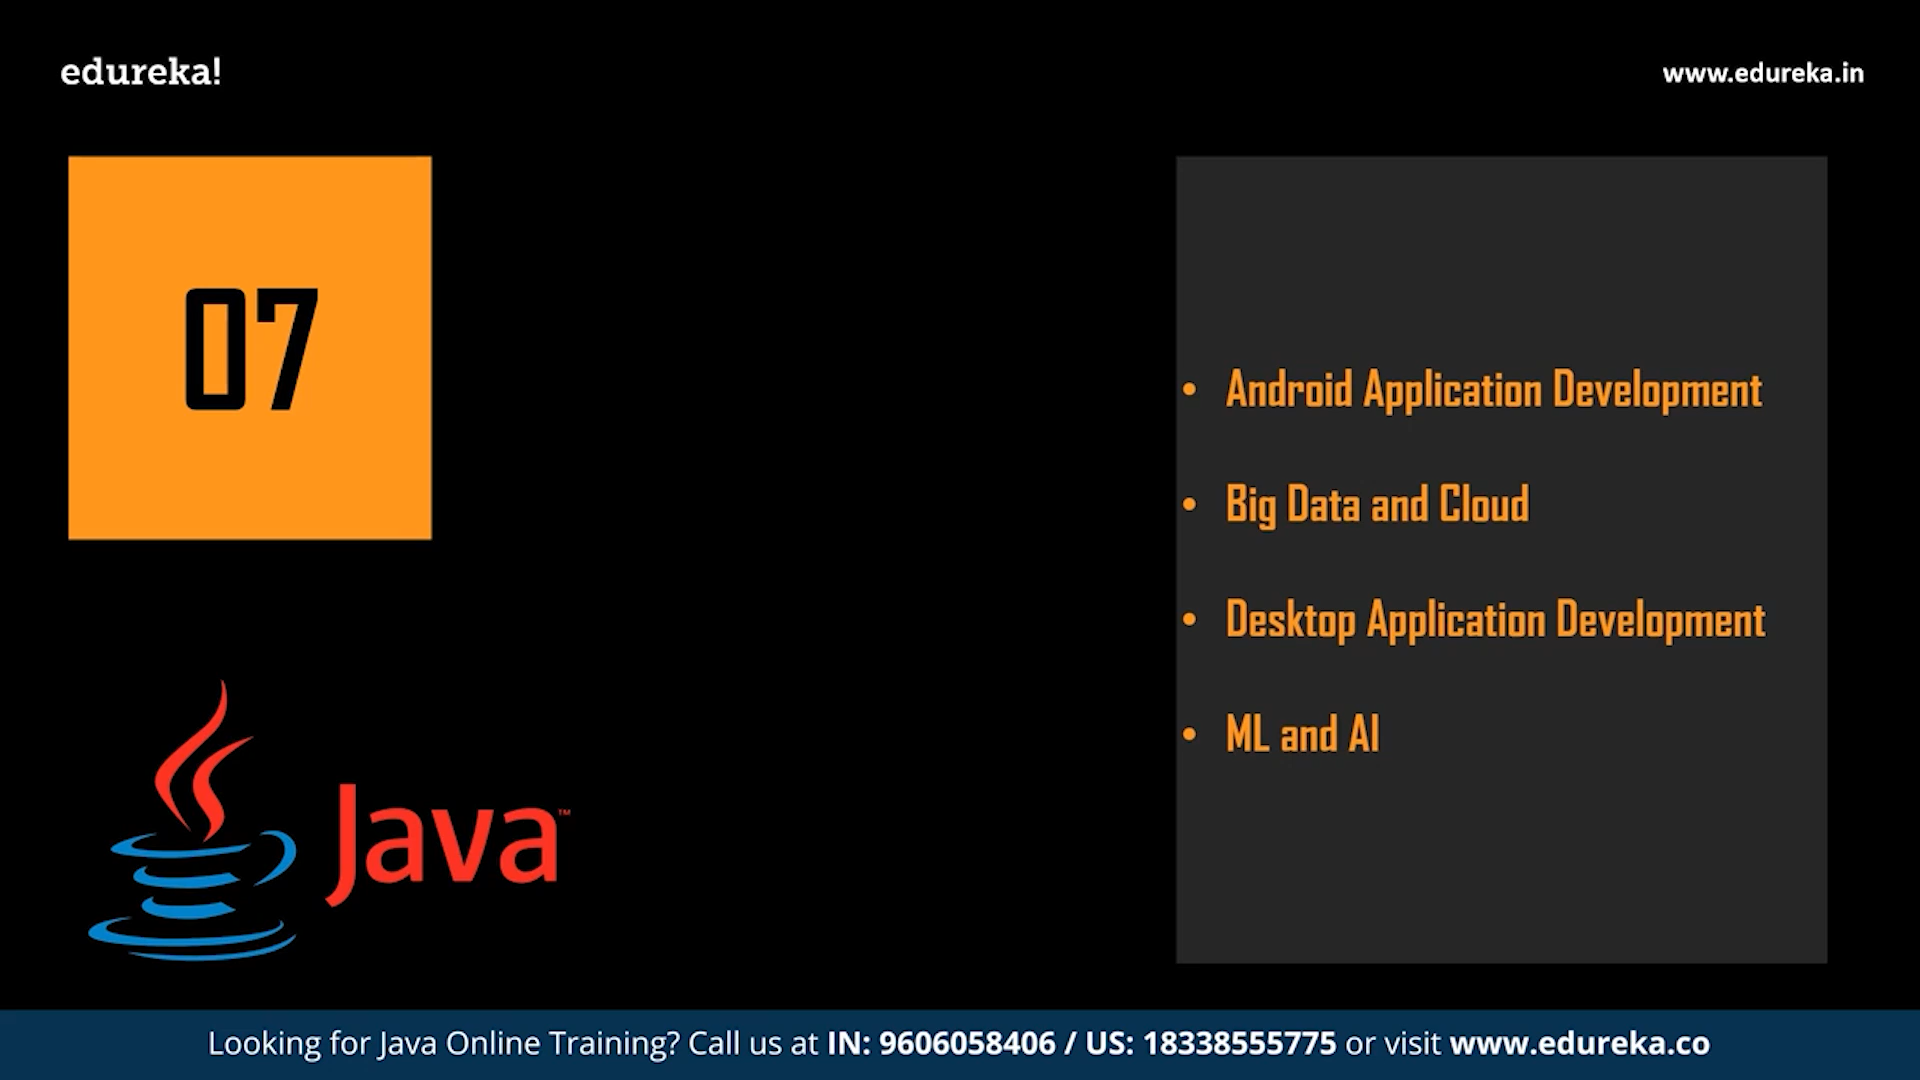 edureka!
www.edureka.in
07
• Android Application Development
• Big Data and Cloud
• Desktop Application Development
• ML and AI
Java™
Looking for Java Online Training? Call us at IN: 9606058406 / US: 18338555775 or visit www.edureka.co